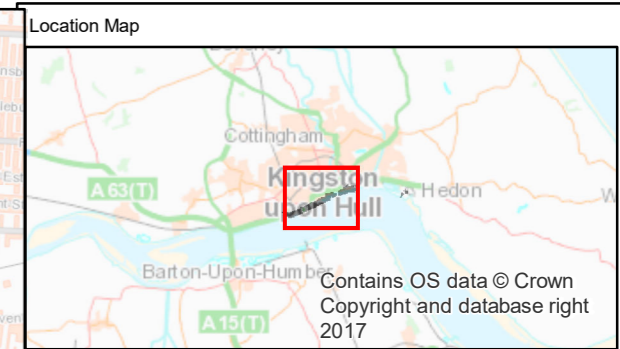 Location Map
Cottingham
Kingston
upon Hull
A 63(T)
Hedon
Barton-Upon-Humber
A 15(T)
Contains OS data © Crown
Copyright and database right
2017